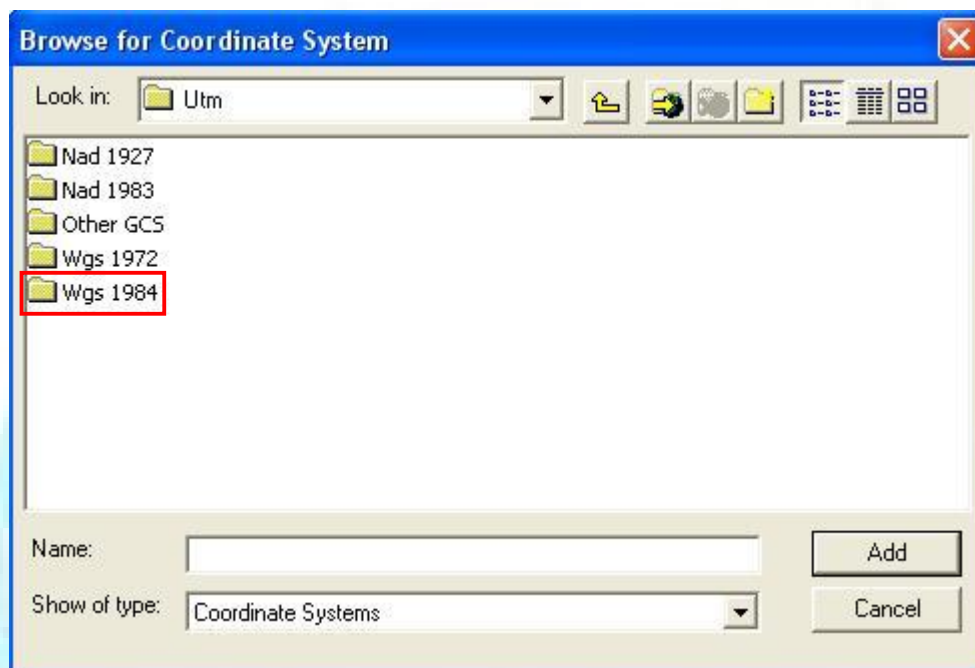 Browse for Coordinate System
Look in: Utm
Nad 1927
Nad 1983
Other GCS
Wgs 1972
Wgs 1984
Name: Add
Show of type: Coordinate Systems Cancel